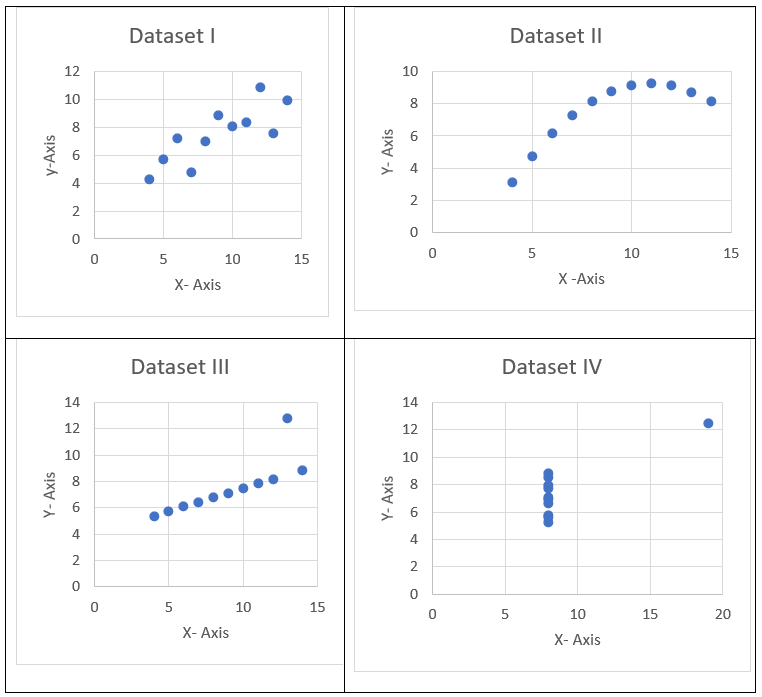 Dataset I
12
10
8
6
4
2
0
y-Axis
0 5 10 15
X- Axis
Dataset II
10
8
6
4
2
0
Y- Axis
0 5 10 15
X -Axis
Dataset III
14
12
10
8
6
4
2
0
Y- Axis
0 5 10 15
X- Axis
Dataset IV
14
12
10
8
6
4
2
0
Y- Axis
0 5 10 15 20
X- Axis